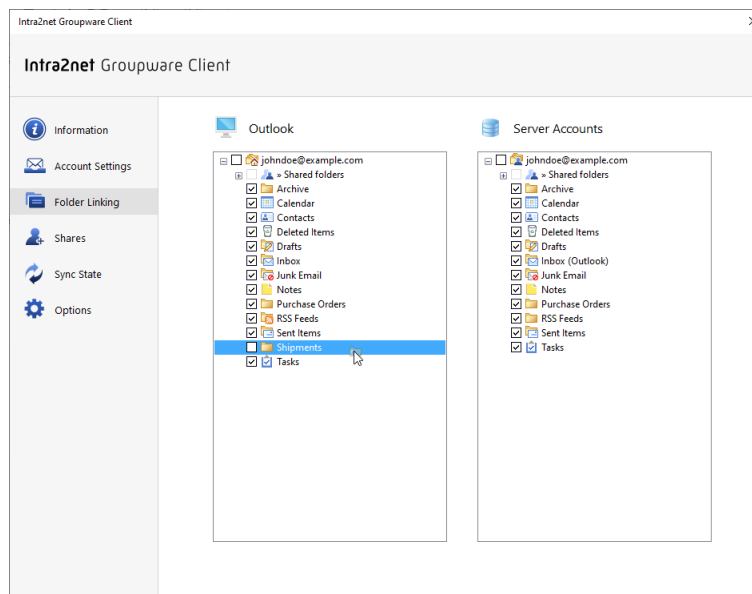 Intra2net Groupware Client
Intra2net Groupware Client
Information
Account Settings
Folder Linking
Shares
Sync State
Options
Outlook
johndoe@example.com
» Shared folders
Archive
Calendar
Contacts
Deleted Items
Drafts
Inbox
Junk Email
Notes
Purchase Orders
RSS Feeds
Sent Items
Shipments
Tasks
Server Accounts
johndoe@example.com
» Shared folders
Archive
Calendar
Contacts
Deleted Items
Drafts
Inbox (Outlook)
Junk Email
Notes
Purchase Orders
RSS Feeds
Sent Items
Tasks